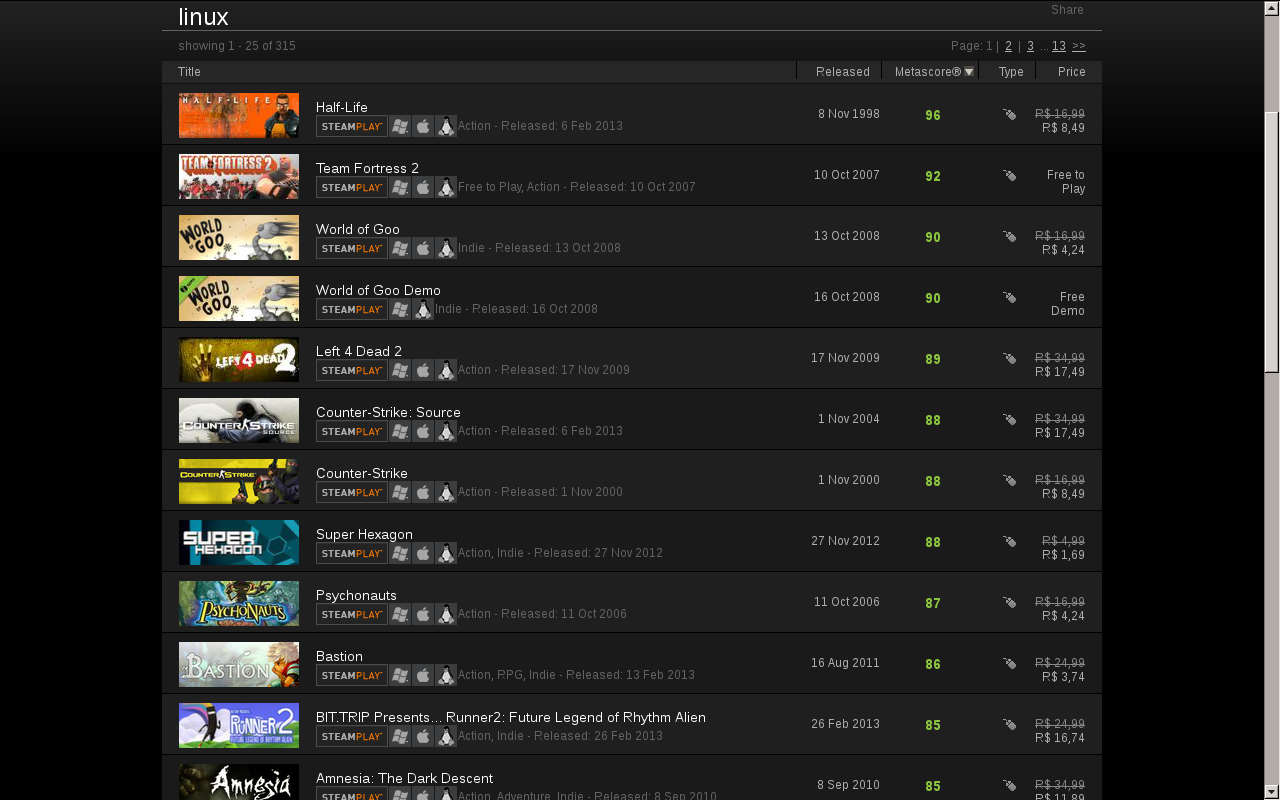 linux
Share
showing 1 - 25 of 315
Page: 1 | 2 | 3 ... 13 >>
Title Released Metascore® Type Price
HALF-LIFE
Half-Life
STEAMPLAY Action - Released: 6 Feb 2013
8 Nov 1998 96 R$ 16,99
R$ 8,49
TEAM FORTRESS 2
Team Fortress 2
STEAMPLAY Free to Play, Action - Released: 10 Oct 2007
10 Oct 2007 92 Free to
Play
WORLD OF GOO
World of Goo
STEAMPLAY Indie - Released: 13 Oct 2008
13 Oct 2008 90 R$ 16,99
R$ 4,24
WORLD OF GOO
World of Goo Demo
STEAMPLAY Indie - Released: 16 Oct 2008
16 Oct 2008 90 Free
Demo
LEFT 4 DEAD 2
Left 4 Dead 2
STEAMPLAY Action - Released: 17 Nov 2009
17 Nov 2009 89 R$ 34,99
R$ 17,49
COUNTER STRIKE SOURCE
Counter-Strike: Source
STEAMPLAY Action - Released: 6 Feb 2013
1 Nov 2004 88 R$ 34,99
R$ 17,49
COUNTER STRIKE
Counter-Strike
STEAMPLAY Action - Released: 1 Nov 2000
1 Nov 2000 88 R$ 16,99
R$ 8,49
SUPER HEXAGON
Super Hexagon
STEAMPLAY Action, Indie - Released: 27 Nov 2012
27 Nov 2012 88 R$ 4,99
R$ 1,69
PSYCHONAUTS
Psychonauts
STEAMPLAY Action - Released: 11 Oct 2006
11 Oct 2006 87 R$ 16,99
R$ 4,24
BASTION
Bastion
STEAMPLAY Action, RPG, Indie - Released: 13 Feb 2013
16 Aug 2011 86 R$ 24,99
R$ 3,74
RUNNER2
FUTURE LEGEND OF RHYTHM ALIEN
BIT.TRIP Presents... Runner2: Future Legend of Rhythm Alien
STEAMPLAY Action, Indie - Released: 26 Feb 2013
26 Feb 2013 85 R$ 24,99
R$ 16,74
Amnesia
Amnesia: The Dark Descent
STEAMPLAY Action, Adventure, Indie - Released: 8 Sep 2010
8 Sep 2010 85 R$ 34,99
R$ 11,89